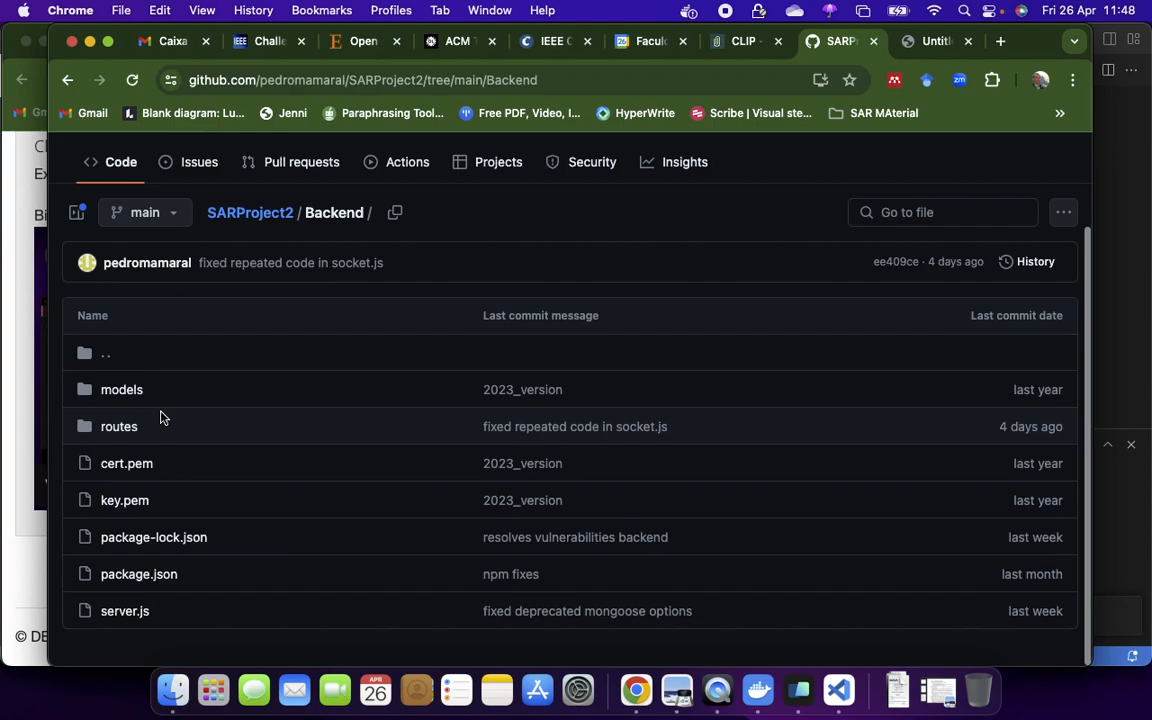 Chrome File Edit View History Bookmarks Profiles Tab Window Help Fri 26 Apr 11:48
Caixa Challe Open ACM T IEEE C Facul CLIP - SARP Untitl
github.com/pedromamaral/SARProject2/tree/main/Backend
Gmail Blank diagram: Lu... Jenni Paraphrasing Tool... Free PDF, Video, I... HyperWrite Scribe | Visual ste... SAR MAterial »
Code Issues Pull requests Actions Projects Security Insights
main SARProject2 / Backend / Go to file
pedromamaral fixed repeated code in socket.js ee409ce · 4 days ago History
Name Last commit message Last commit date
..
models 2023_version last year
routes fixed repeated code in socket.js 4 days ago
cert.pem 2023_version last year
key.pem 2023_version last year
package-lock.json resolves vulnerabilities backend last week
package.json npm fixes last month
server.js fixed deprecated mongoose options last week
© DE
APR
26